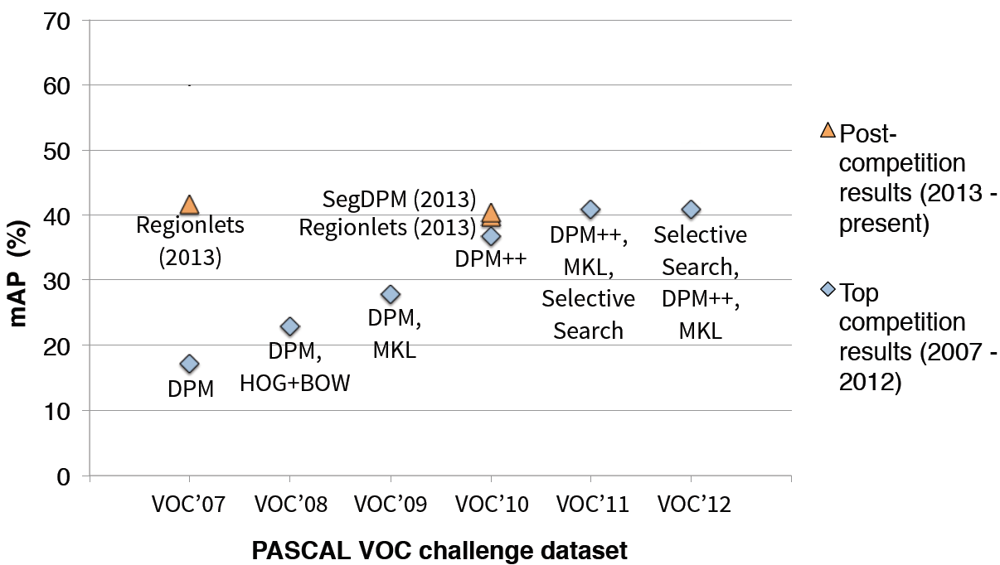 70
60
50
40
30
20
10
0
mAP (%)
Regionlets
(2013)
DPM
DPM,
HOG+BOW
DPM,
MKL
SegDPM (2013)
Regionlets (2013)
DPM++
DPM++,
MKL,
Selective
Search
Selective
Search,
DPM++,
MKL
VOC’07
VOC’08
VOC’09
VOC’10
VOC’11
VOC’12
PASCAL VOC challenge dataset
Post-
competition
results (2013 -
present)
Top
competition
results (2007 -
2012)